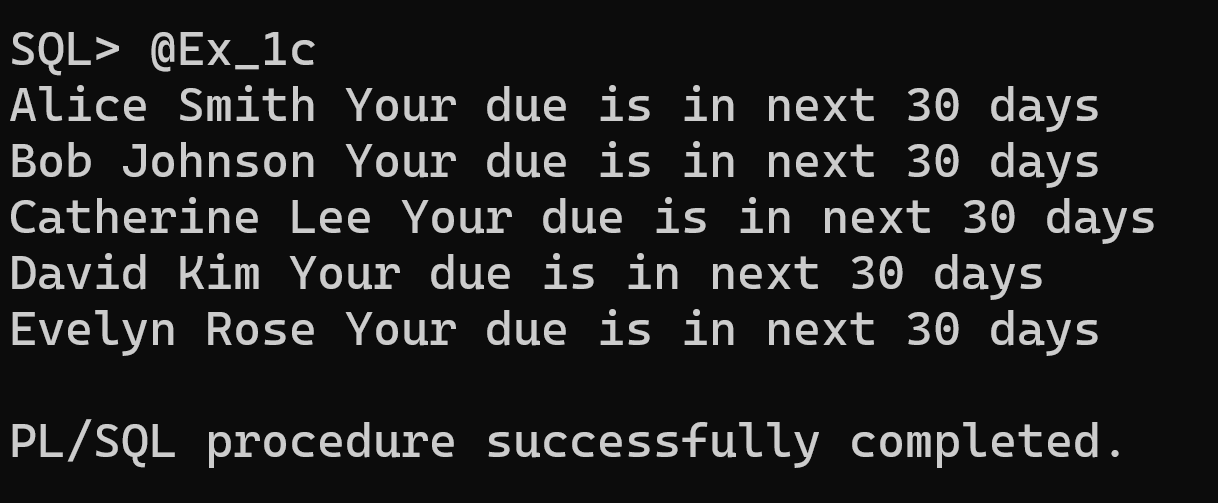 SQL> @Ex_1c
Alice Smith Your due is in next 30 days
Bob Johnson Your due is in next 30 days
Catherine Lee Your due is in next 30 days
David Kim Your due is in next 30 days
Evelyn Rose Your due is in next 30 days
PL/SQL procedure successfully completed.